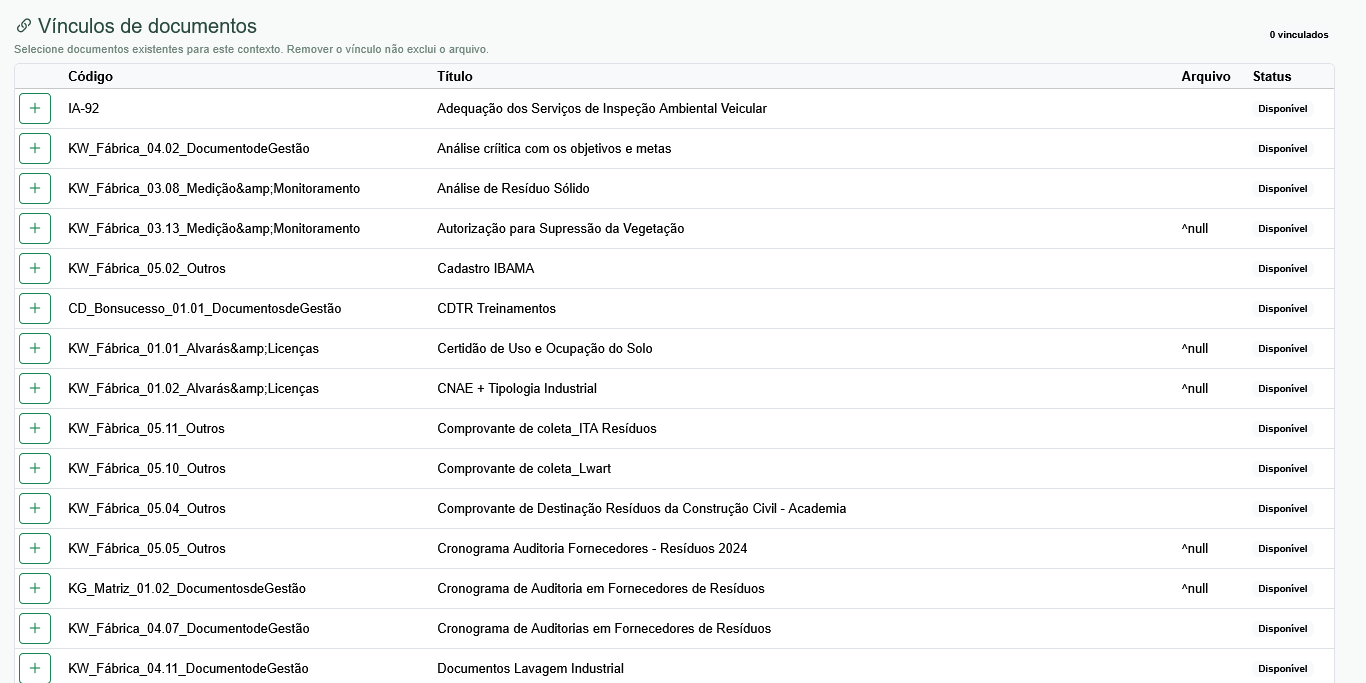 Vínculos de documentos
0 vinculados
Selecione documentos existentes para este contexto. Remover o vínculo não exclui o arquivo.
Código Título Arquivo Status
IA-92 Adequação dos Serviços de Inspeção Ambiental Veicular Disponível
KW_Fábrica_04.02_DocumentodeGestão Análise críitica com os objetivos e metas Disponível
KW_Fábrica_03.08_Medição&amp;Monitoramento Análise de Resíduo Sólido Disponível
KW_Fábrica_03.13_Medição&amp;Monitoramento Autorização para Supressão da Vegetação ^null Disponível
KW_Fábrica_05.02_Outros Cadastro IBAMA Disponível
CD_Bonsucesso_01.01_DocumentosdeGestão CDTR Treinamentos Disponível
KW_Fábrica_01.01_Alvarás&amp;Licenças Certidão de Uso e Ocupação do Solo ^null Disponível
KW_Fábrica_01.02_Alvarás&amp;Licenças CNAE + Tipologia Industrial ^null Disponível
KW_Fàbrica_05.11_Outros Comprovante de coleta_ITA Resíduos Disponível
KW_Fábrica_05.10_Outros Comprovante de coleta_Lwart Disponível
KW_Fábrica_05.04_Outros Comprovante de Destinação Resíduos da Construção Civil - Academia Disponível
KW_Fábrica_05.05_Outros Cronograma Auditoria Fornecedores - Resíduos 2024 ^null Disponível
KG_Matriz_01.02_DocumentosdeGestão Cronograma de Auditoria em Fornecedores de Resíduos ^null Disponível
KW_Fábrica_04.07_DocumentodeGestão Cronograma de Auditorias em Fornecedores de Resíduos Disponível
KW_Fábrica_04.11_DocumentodeGestão Documentos Lavagem Industrial Disponível